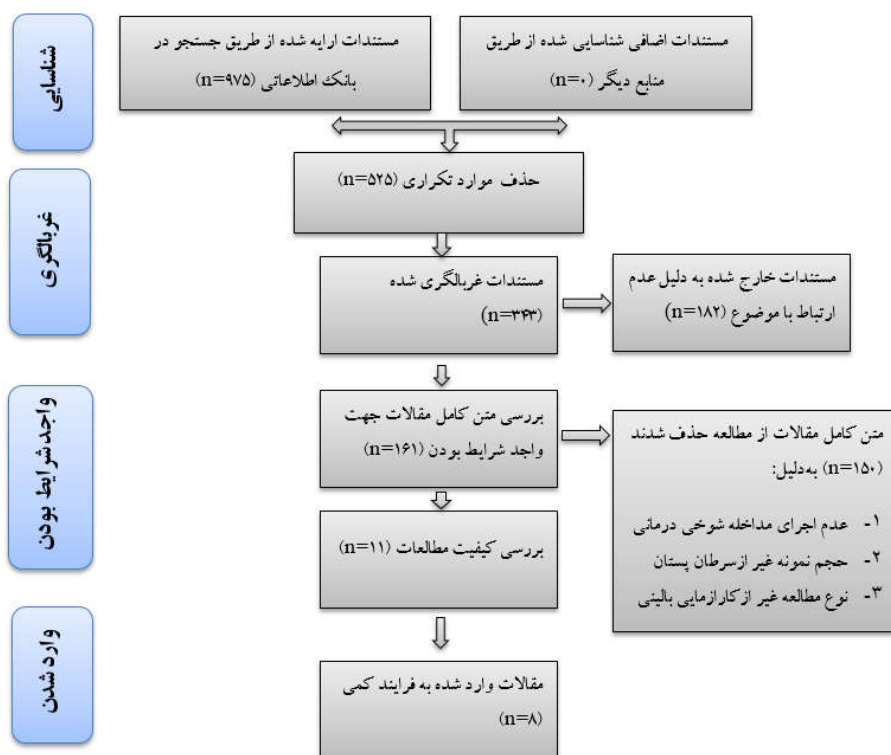 شناسایی
مستندات اضافی شناسایی شده از طریق
منابع دیگر (n=۰)
مستندات ارایه شده از طریق جستجو در
بانک اطلاعاتی (n=۹۷۵)
حذف موارد تکراری (n=۵۲۵)
غربالگری
مستندات غربالگری شده
(n=۳۴۳)
مستندات خارج شده به دلیل عدم
ارتباط با موضوع (n=۱۸۲)
واجد شرایط بودن
بررسی متن کامل مقالات جهت
واجد شرایط بودن (n=۱۶۱)
متن کامل مقالات از مطالعه حذف شدند
(n=۱۵۰) به‌دلیل:
۱- عدم اجرای مداخله شوخی درمانی
۲- حجم نمونه غیر ازسرطان پستان
۳- نوع مطالعه غیر ازکارازمایی بالینی
بررسی کیفیت مطالعات (n=۱۱)
وارد شدن
مقالات وارد شده به فرایند کمی
(n=۸)